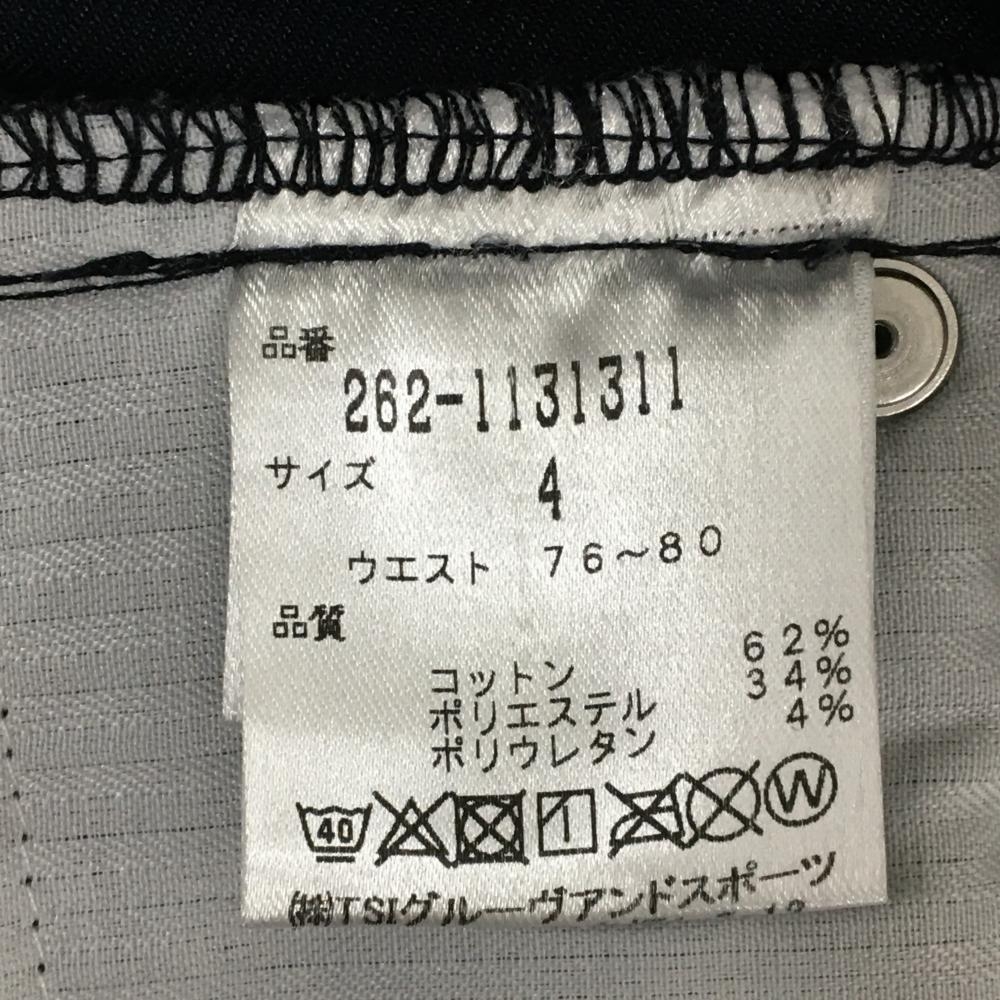 品番
262-1131311
サイズ 4
ウエスト 76~80
品質
コットン 62%
ポリエステル 34%
ポリウレタン 4%
40 W
㈱TSIグルーヴアンドスポーツ